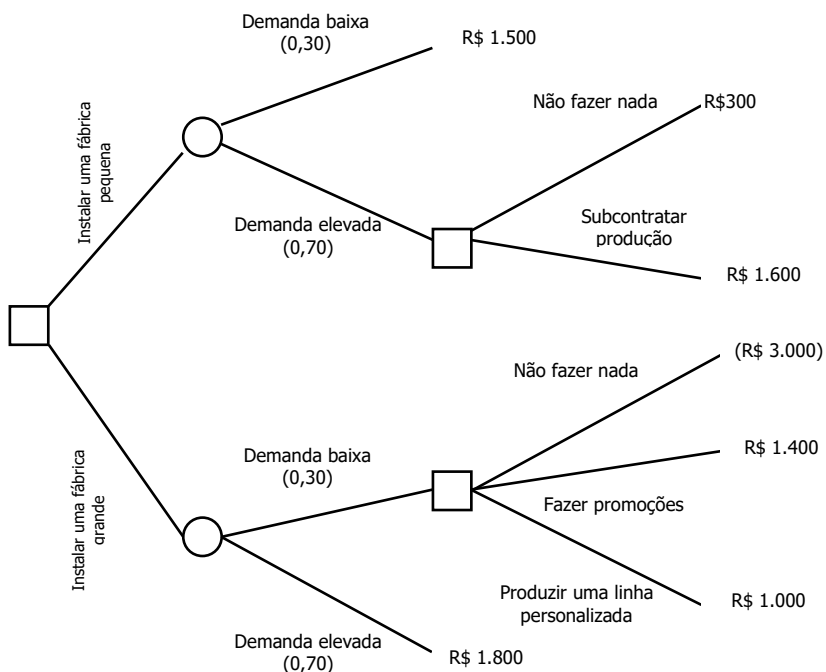 Demanda baixa
(0,30)
R$ 1.500
Não fazer nada
R$300
Instalar uma fábrica
pequena
Demanda elevada
(0,70)
Subcontratar
produção
R$ 1.600
(R$ 3.000)
Não fazer nada
Demanda baixa
(0,30)
R$ 1.400
Instalar uma fábrica
grande
Fazer promoções
Produzir uma linha
personalizada
R$ 1.000
Demanda elevada
(0,70)
R$ 1.800